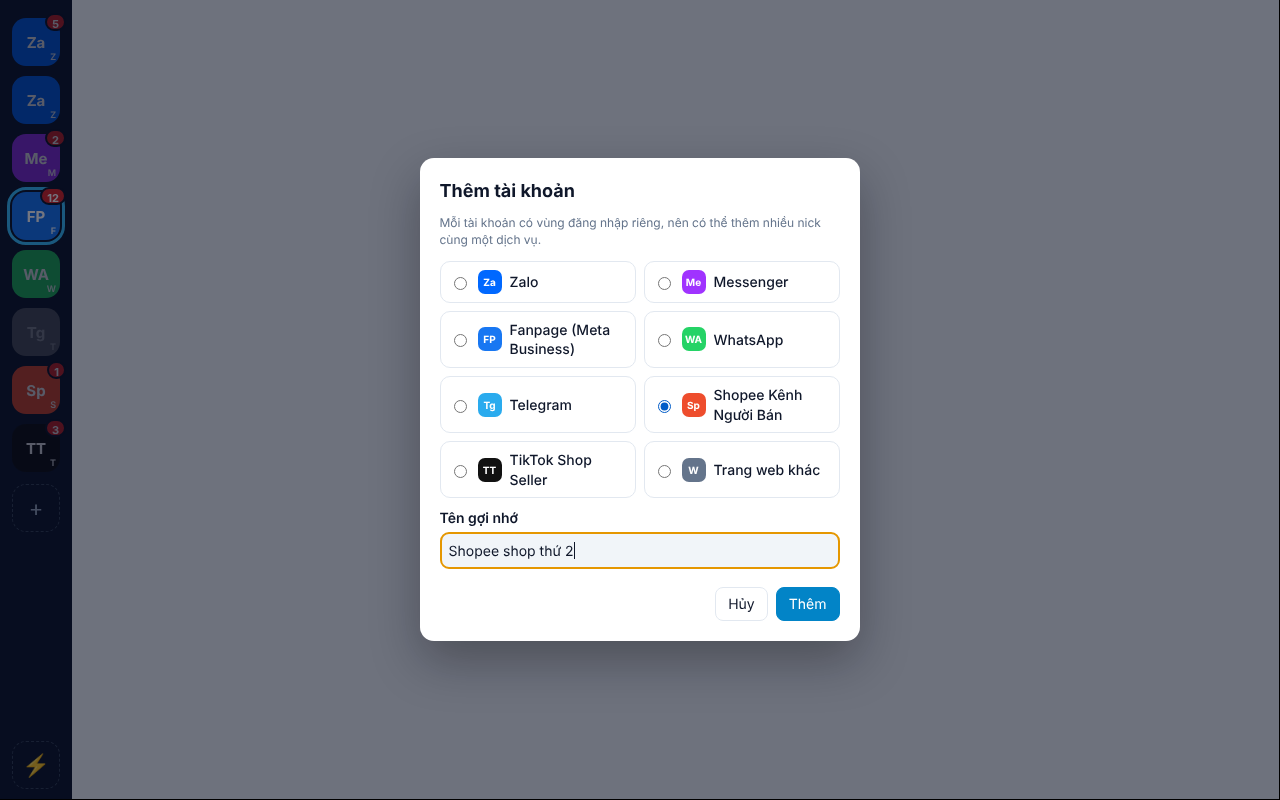 5
Za
Z
Za
Z
2
Me
M
12
FP
F
WA
W
Tg
T
1
Sp
S
3
TT
T
+
Thêm tài khoản
Mỗi tài khoản có vùng đăng nhập riêng, nên có thể thêm nhiều nick
cùng một dịch vụ.
Za Zalo
Me Messenger
FP Fanpage (Meta
Business)
WA WhatsApp
Tg Telegram
Sp Shopee Kênh
Người Bán
TT TikTok Shop
Seller
W Trang web khác
Tên gợi nhớ
Shopee shop thứ 2
Hủy
Thêm